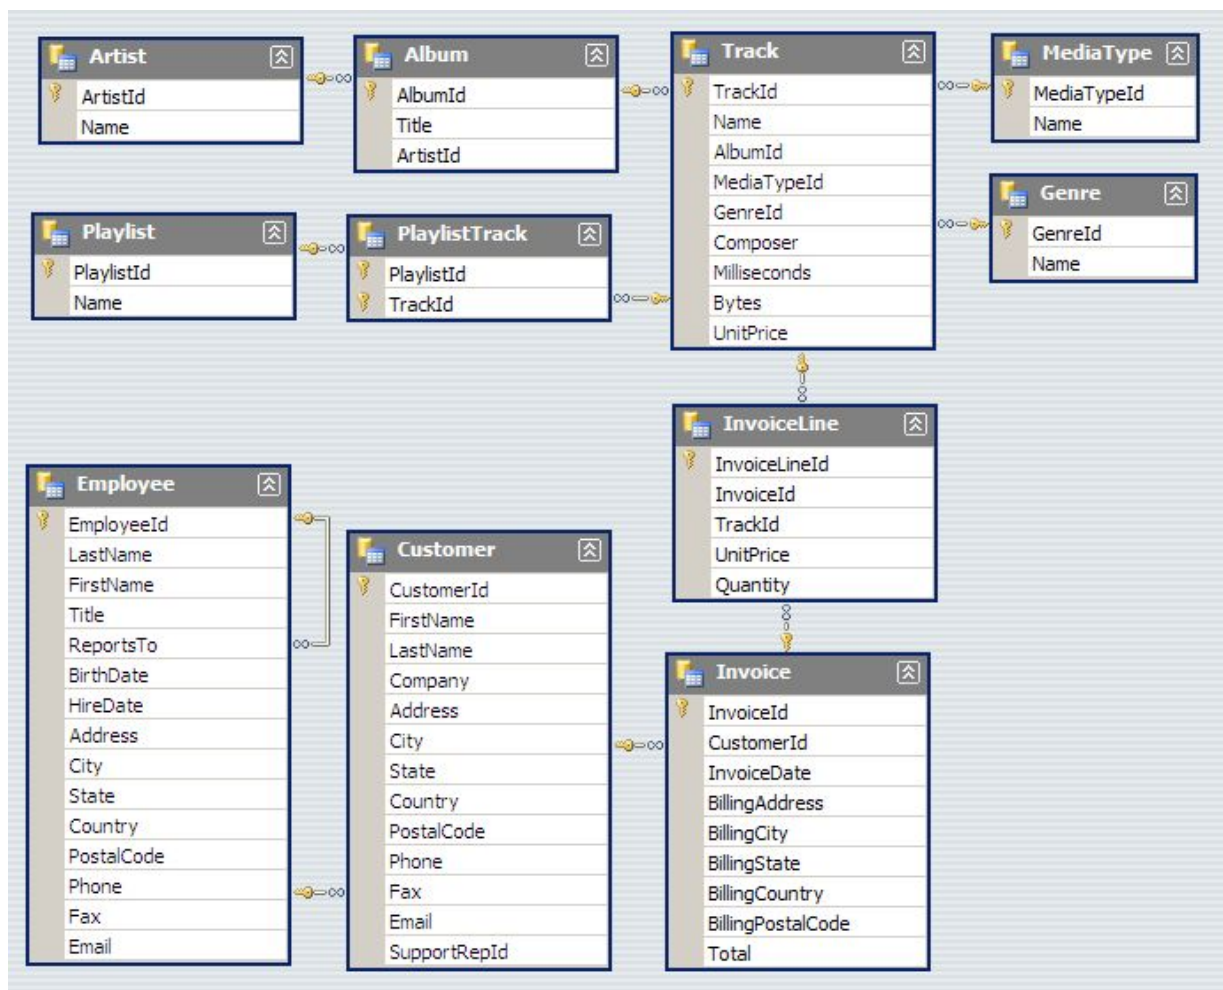 Artist
ArtistId
Name
Album
AlbumId
Title
ArtistId
Track
TrackId
Name
AlbumId
MediaTypeId
GenreId
Composer
Milliseconds
Bytes
UnitPrice
MediaType
MediaTypeId
Name
Genre
GenreId
Name
Playlist
PlaylistId
Name
PlaylistTrack
PlaylistId
TrackId
InvoiceLine
InvoiceLineId
InvoiceId
TrackId
UnitPrice
Quantity
Employee
EmployeeId
LastName
FirstName
Title
ReportsTo
BirthDate
HireDate
Address
City
State
Country
PostalCode
Phone
Fax
Email
Customer
CustomerId
FirstName
LastName
Company
Address
City
State
Country
PostalCode
Phone
Fax
Email
SupportRepId
Invoice
InvoiceId
CustomerId
InvoiceDate
BillingAddress
BillingCity
BillingState
BillingCountry
BillingPostalCode
Total